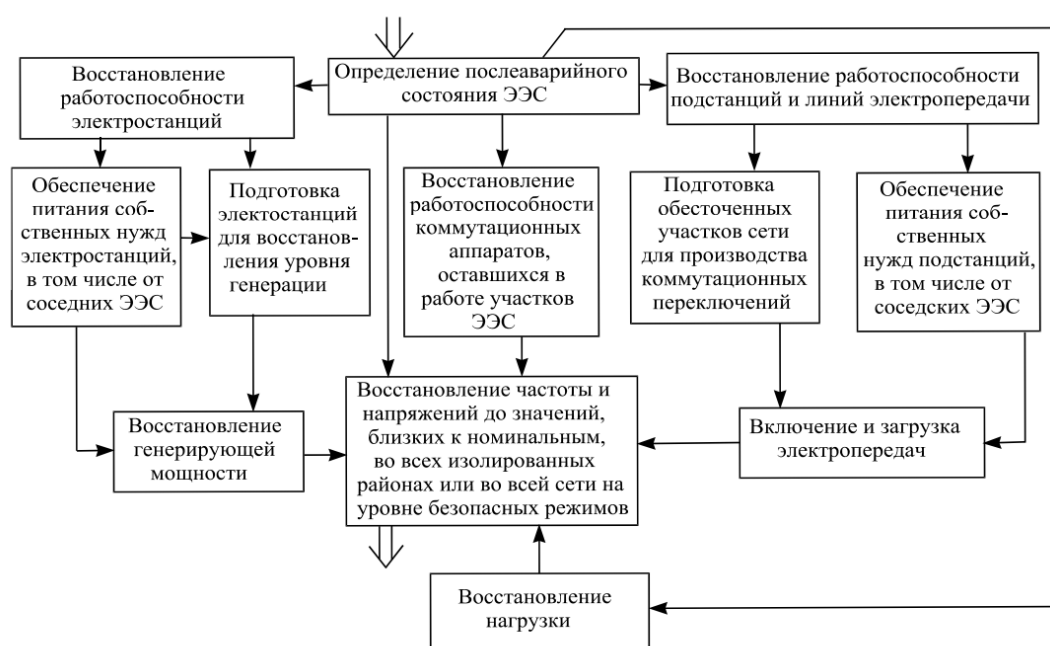 Восстановление
работоспособности
электростанций
Определение послеаварийного
состояния ЭЭС
Восстановление работоспособности
подстанций и линий электропередачи
Обеспечение
питания соб-
ственных нужд
электростанций,
в том числе от
соседних ЭЭС
Подготовка
электостанций
для восстанов-
ления уровня
генерации
Восстановление
работоспособности
коммутационных
аппаратов,
оставшихся в
работе участков
ЭЭС
Подготовка
обесточенных
участков сети
для производства
коммутационных
переключений
Обеспечение
питания соб-
ственных
нужд подстанций,
в том числе от
соседских ЭЭС
Восстановление
генерирующей
мощности
Восстановление частоты и
напряжений до значений,
близких к номинальным,
во всех изолированных
районах или во всей сети на
уровне безопасных режимов
Включение и загрузка
электропередач
Восстановление
нагрузки